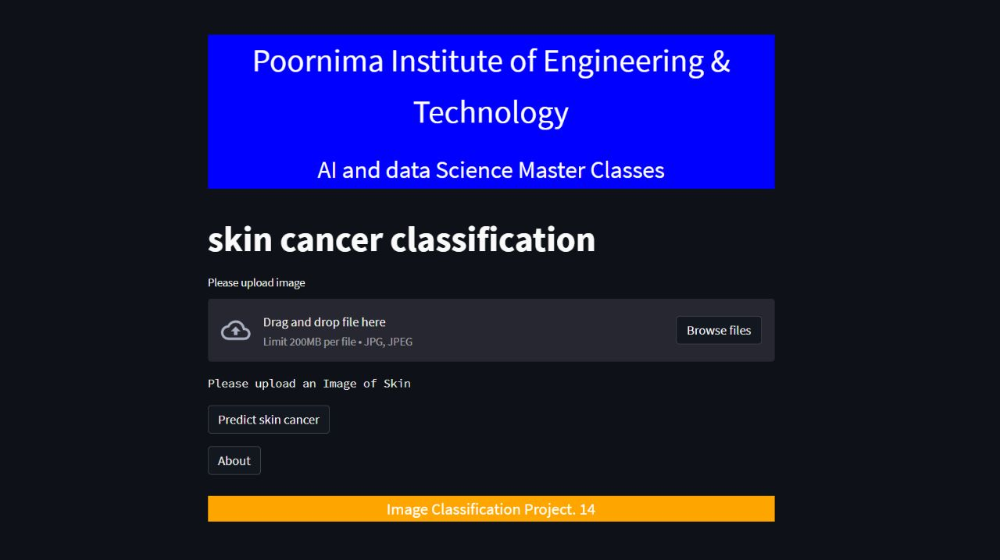 Poornima Institute of Engineering &
Technology
AI and data Science Master Classes
skin cancer classification
Please upload image
Drag and drop file here
Limit 200MB per file • JPG, JPEG
Browse files
Please upload an Image of Skin
Predict skin cancer
About
Image Classification Project. 14